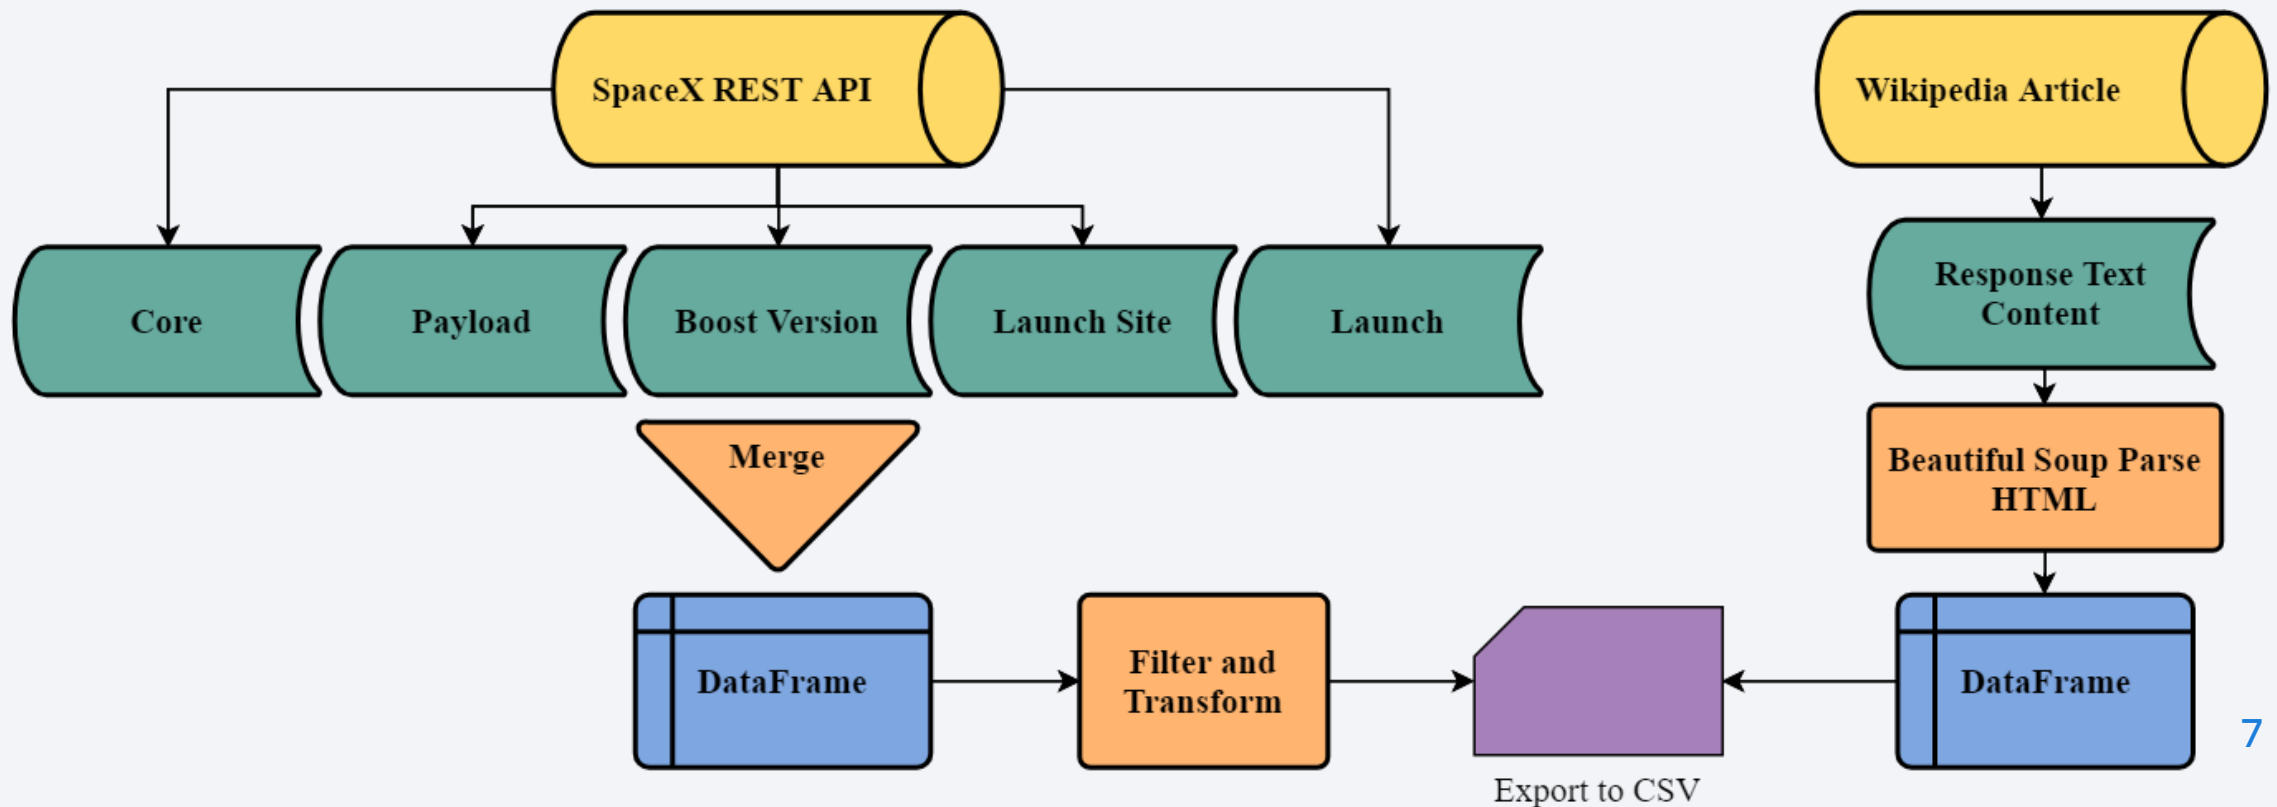 SpaceX REST API
Wikipedia Article
Core
Payload
Boost Version
Launch Site
Launch
Response Text
Content
Merge
Beautiful Soup Parse
HTML
DataFrame
Filter and
Transform
Export to CSV
DataFrame
7